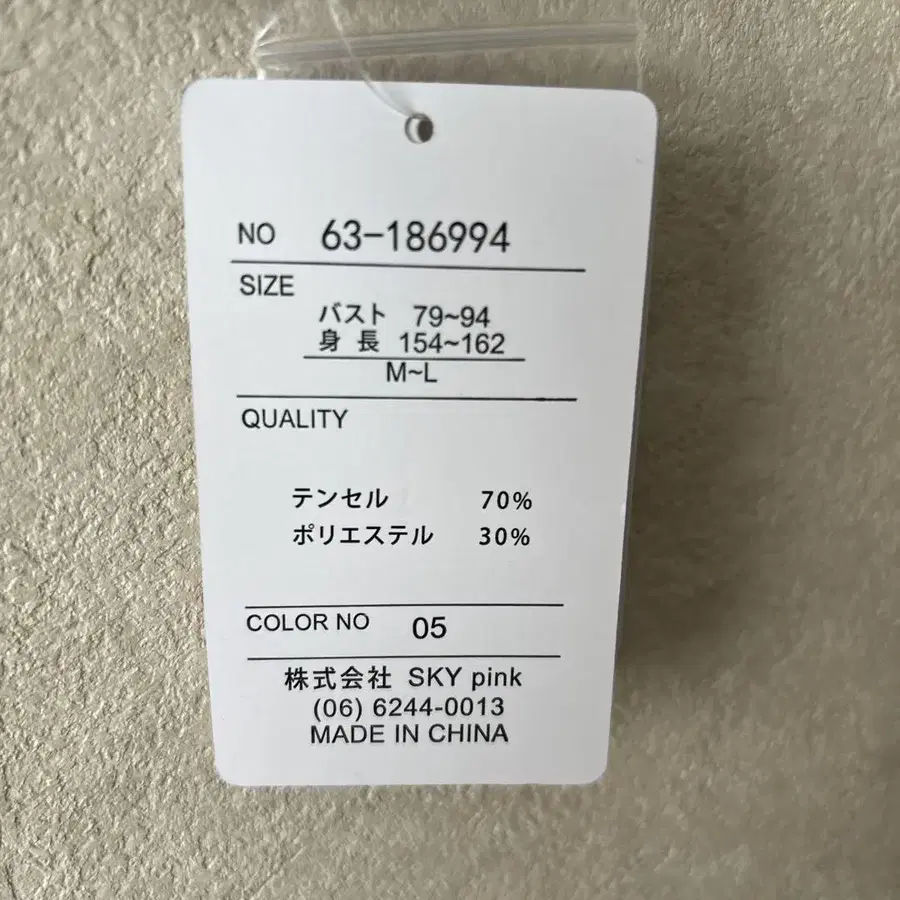 NO 63-186994
SIZE
バスト 79~94
身長 154~162
M~L
QUALITY
テンセル 70%
ポリエステル 30%
COLOR NO 05
株式会社 SKY pink
(06) 6244-0013
MADE IN CHINA